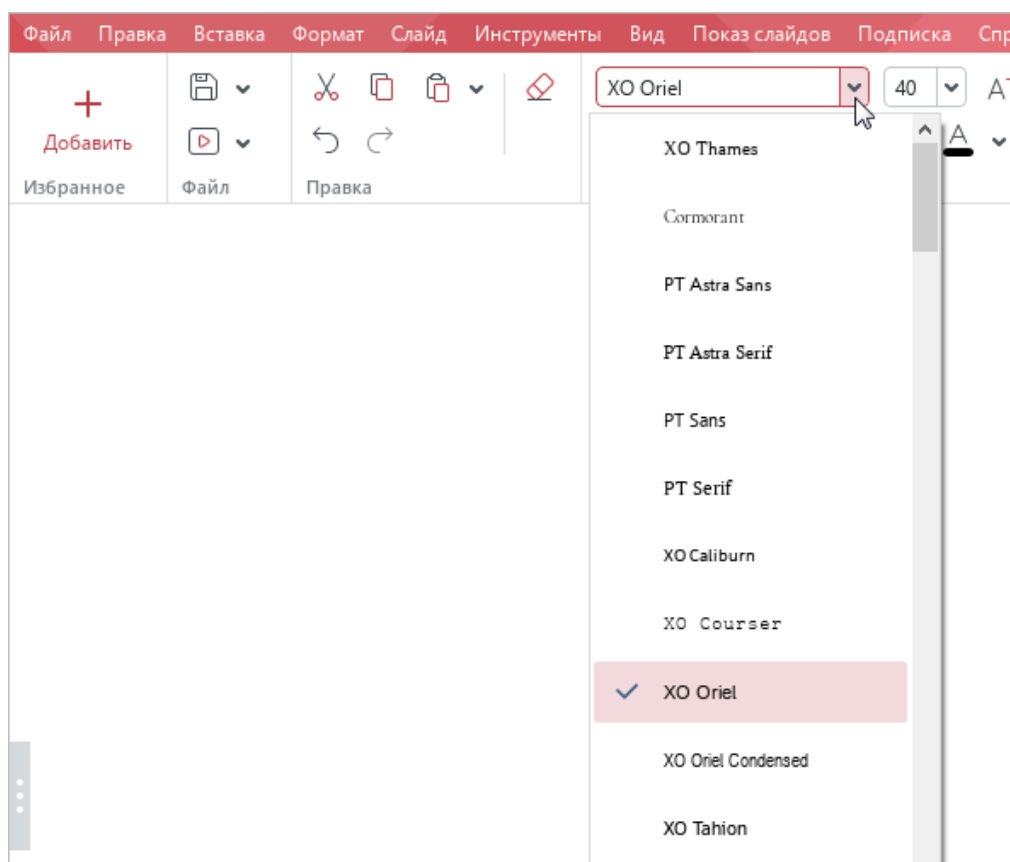 Файл Правка Вставка Формат Слайд Инструменты Вид Показ слайдов Подписка Спр
XO Oriel 40
Добавить
Избранное Файл Правка
XO Thames
Cormorant
PT Astra Sans
PT Astra Serif
PT Sans
PT Serif
XO Caliburn
XO Courser
XO Oriel
XO Oriel Condensed
XO Tahion